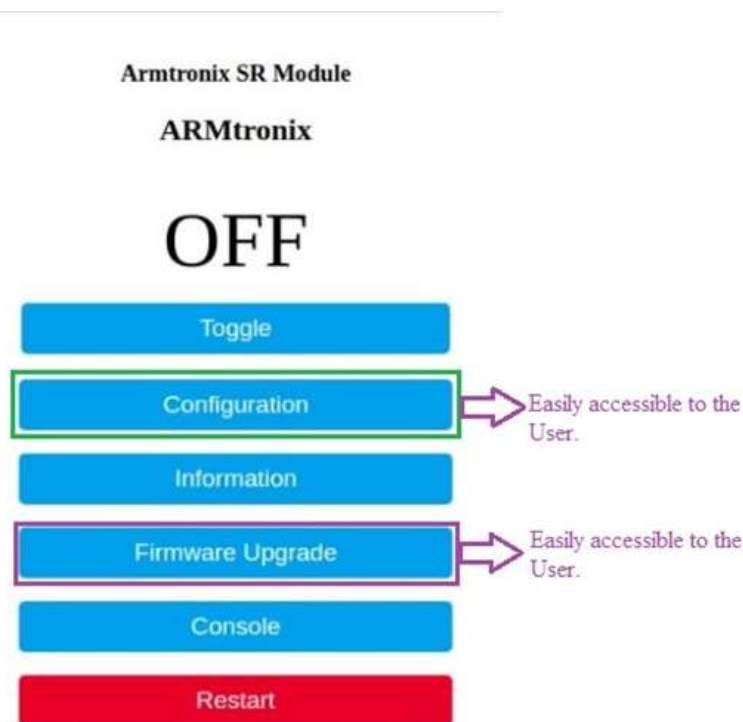 Armtronix SR Module
ARMtronix
OFF
Toggle
Configuration
Easily accessible to the
User.
Information
Firmware Upgrade
Easily accessible to the
User.
Console
Restart